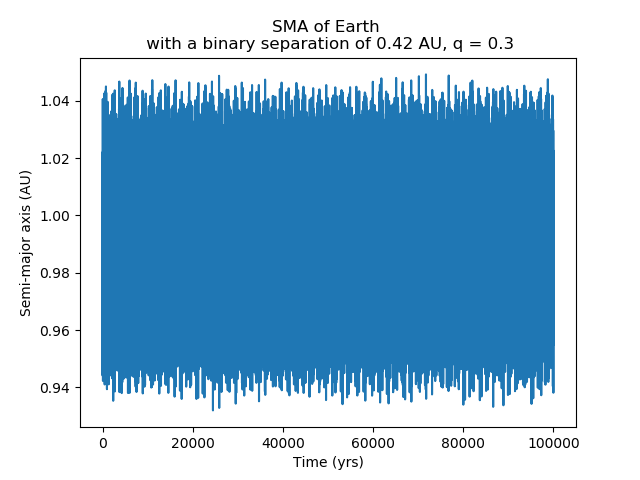 SMA of Earth
with a binary separation of 0.42 AU, q = 0.3
Semi-major axis (AU)
1.04
1.02
1.00
0.98
0.96
0.94
0 20000 40000 60000 80000 100000
Time (yrs)